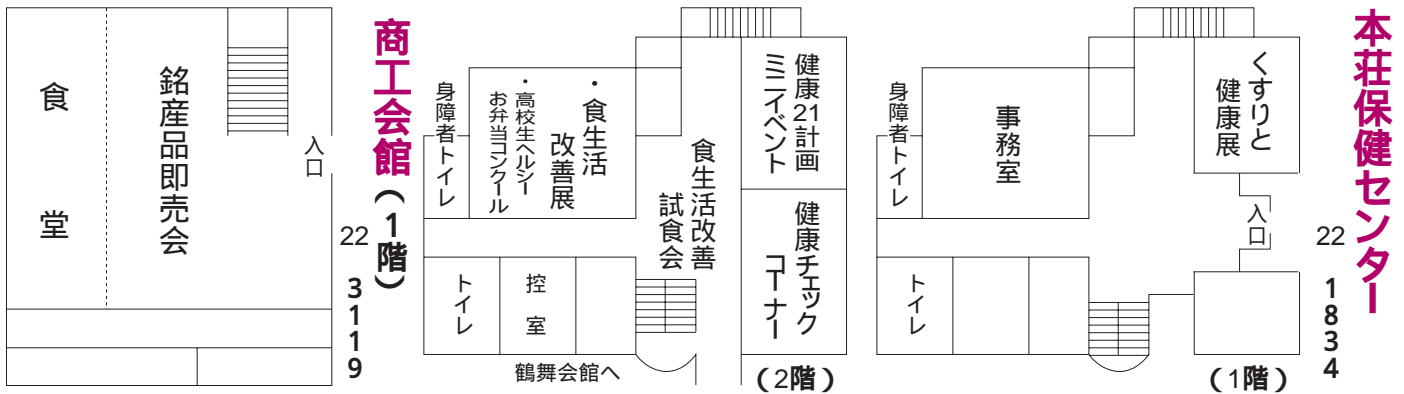 本荘保健センター
22
1834
くすりと
健康展
入口
事務室
身障者トイレ
トイレ
（1階）
健康21計画
ミニイベント
健康チェック
コーナー
食生活改善
試食会
・食生活
改善展
・高校生ヘルシー
お弁当コンクール
身障者トイレ
控室
トイレ
鶴舞会館へ
（2階）
商工会館（1階）
22
3119
入口
銘産品即売会
食堂